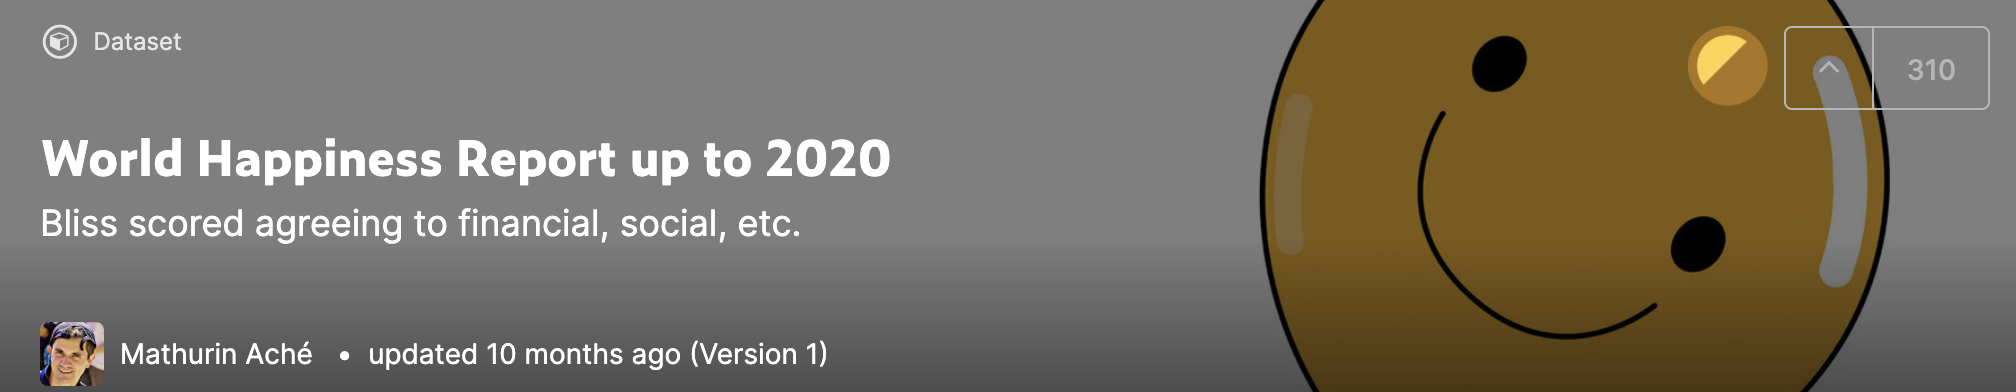 Dataset
310
World Happiness Report up to 2020
Bliss scored agreeing to financial, social, etc.
Mathurin Aché • updated 10 months ago (Version 1)